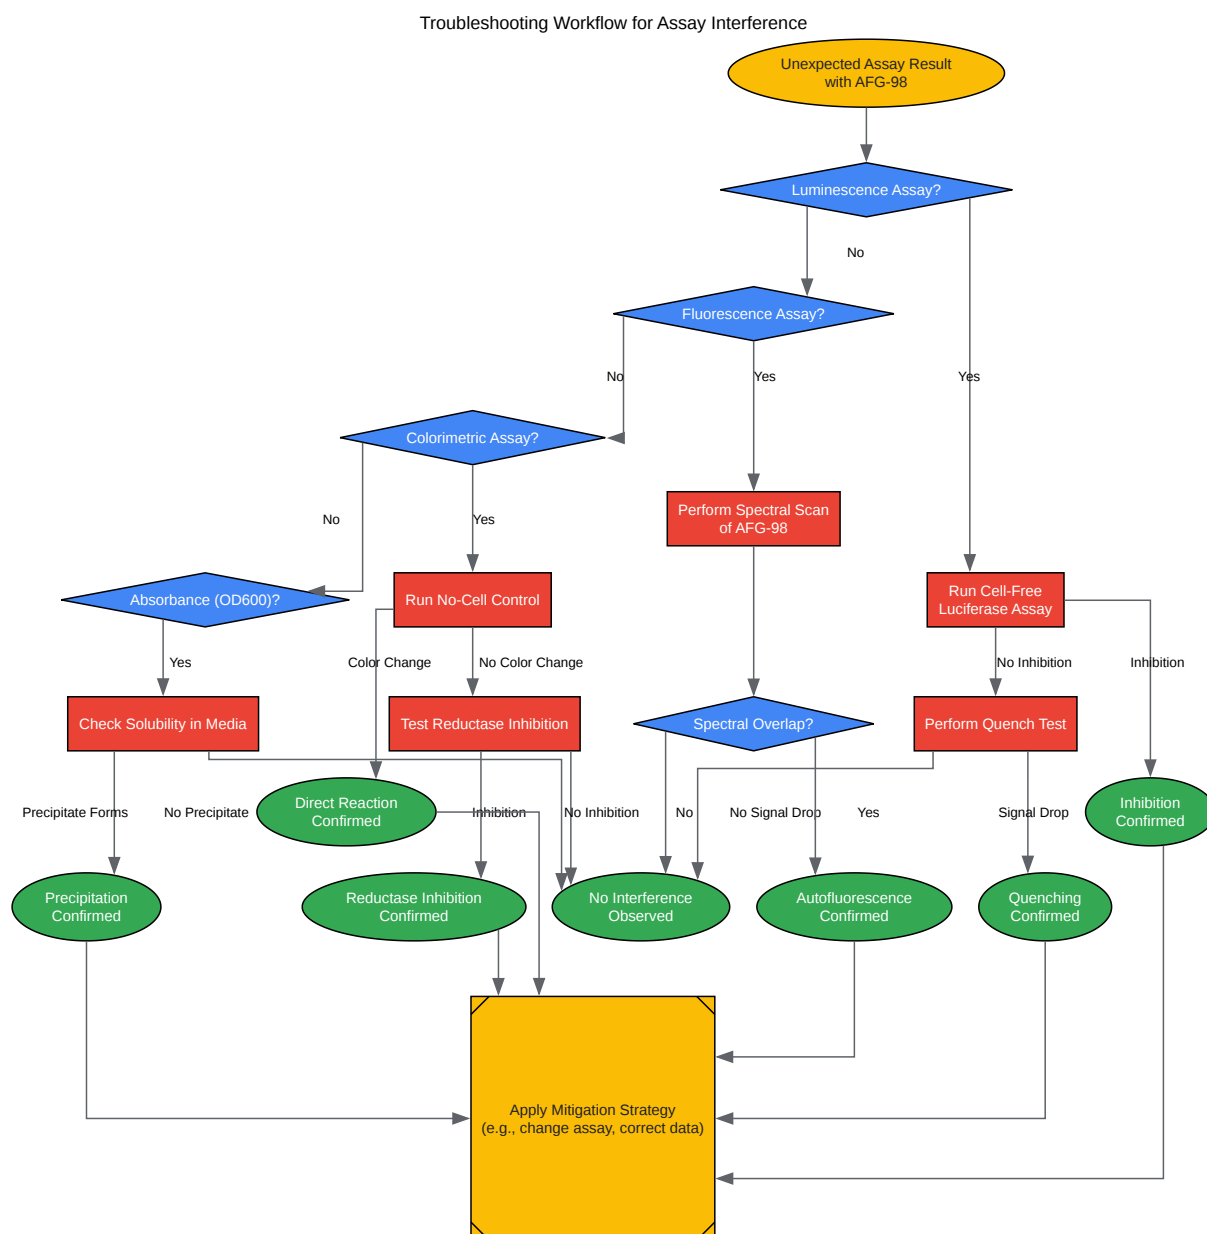 Troubleshooting Workflow for Assay Interference
Unexpected Assay Result
with AFG-98
Luminescence Assay?
No
Fluorescence Assay?
No
Yes
Yes
Colorimetric Assay?
Perform Spectral Scan
of AFG-98
No
Yes
Absorbance (OD600)?
Run No-Cell Control
Run Cell-Free
Luciferase Assay
Yes
Color Change
No Color Change
No Inhibition
Inhibition
Check Solubility in Media
Test Reductase Inhibition
Spectral Overlap?
Perform Quench Test
Precipitate Forms
No Precipitate
Direct Reaction
Confirmed
Inhibition
No Inhibition
No
No Signal Drop
Yes
Signal Drop
Inhibition
Confirmed
Precipitation
Confirmed
Reductase Inhibition
Confirmed
No Interference
Observed
Autofluorescence
Confirmed
Quenching
Confirmed
Apply Mitigation Strategy
(e.g., change assay, correct data)